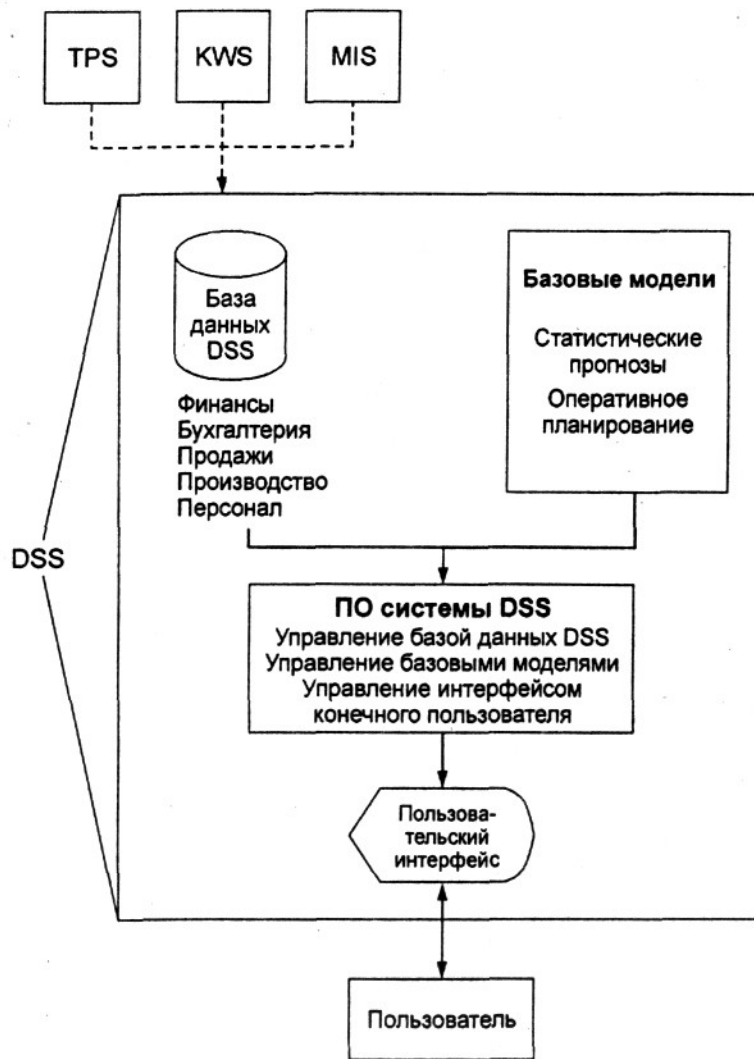 TPS
KWS
MIS
База
данных
DSS
Финансы
Бухгалтерия
Продажи
Производство
Персонал
Базовые модели
Статистические
прогнозы
Оперативное
планирование
DSS
ПО системы DSS
Управление базой данных DSS
Управление базовыми моделями
Управление интерфейсом
конечного пользователя
Пользова-
тельский
интерфейс
Пользователь